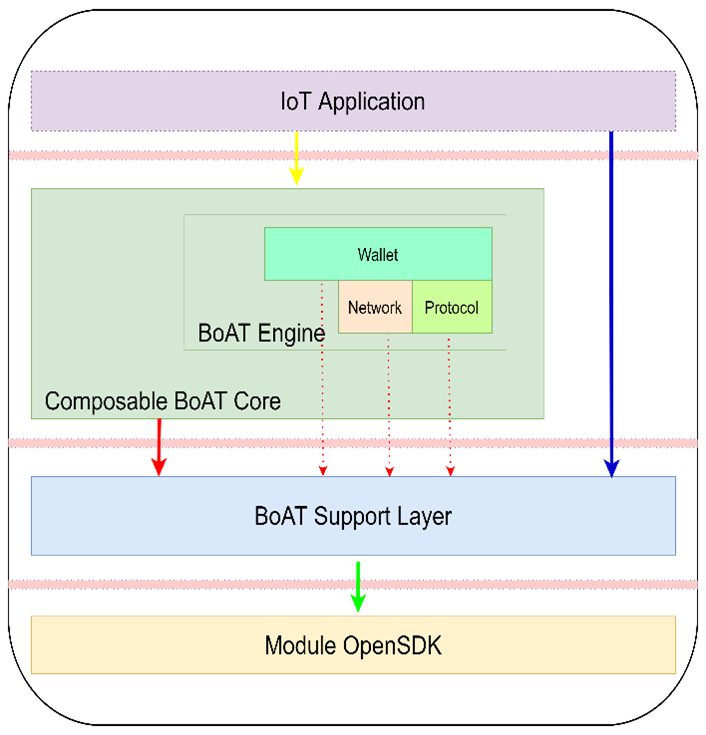 IoT Application
Wallet
Network
Protocol
BoAT Engine
Composable BoAT Core
BoAT Support Layer
Module OpenSDK